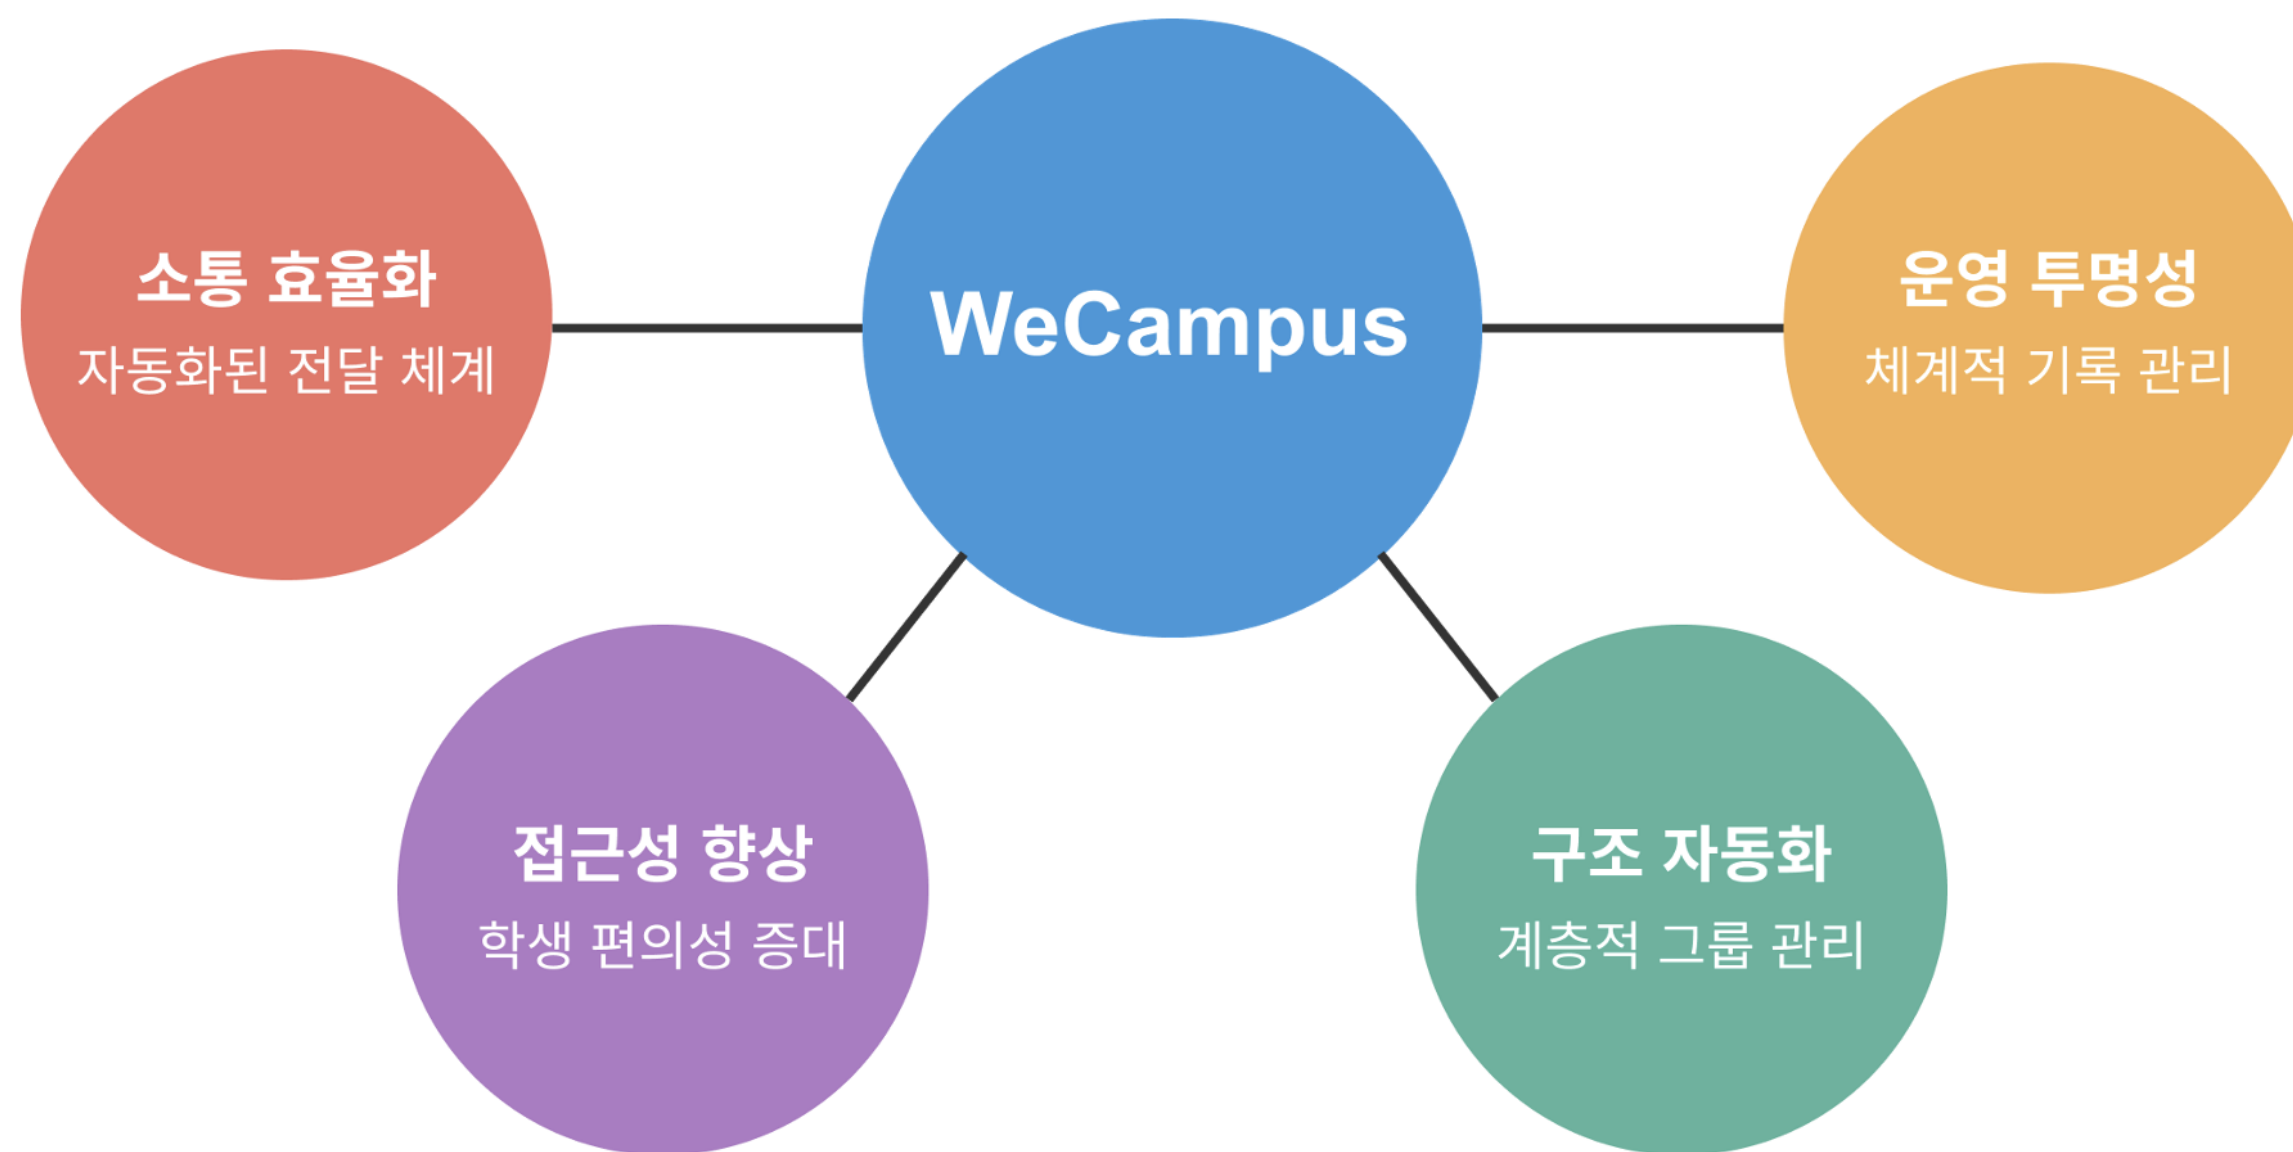 소통 효율화
자동화된 전달 체계
WeCampus
운영 투명성
체계적 기록 관리
접근성 향상
학생 편의성 증대
구조 자동화
계층적 그룹 관리